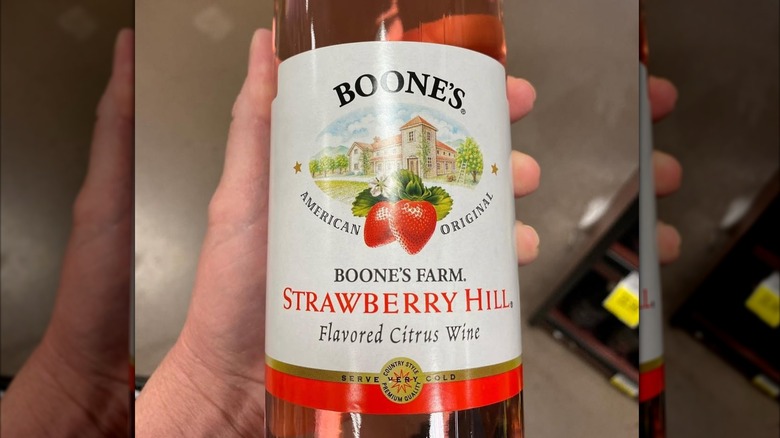 BOONE'S®
AMERICAN ORIGINAL
BOONE'S FARM®
STRAWBERRY HILL®
Flavored Citrus Wine
COUNTRY STYLE
SERVE VERY COLD
PREMIUM QUALITY